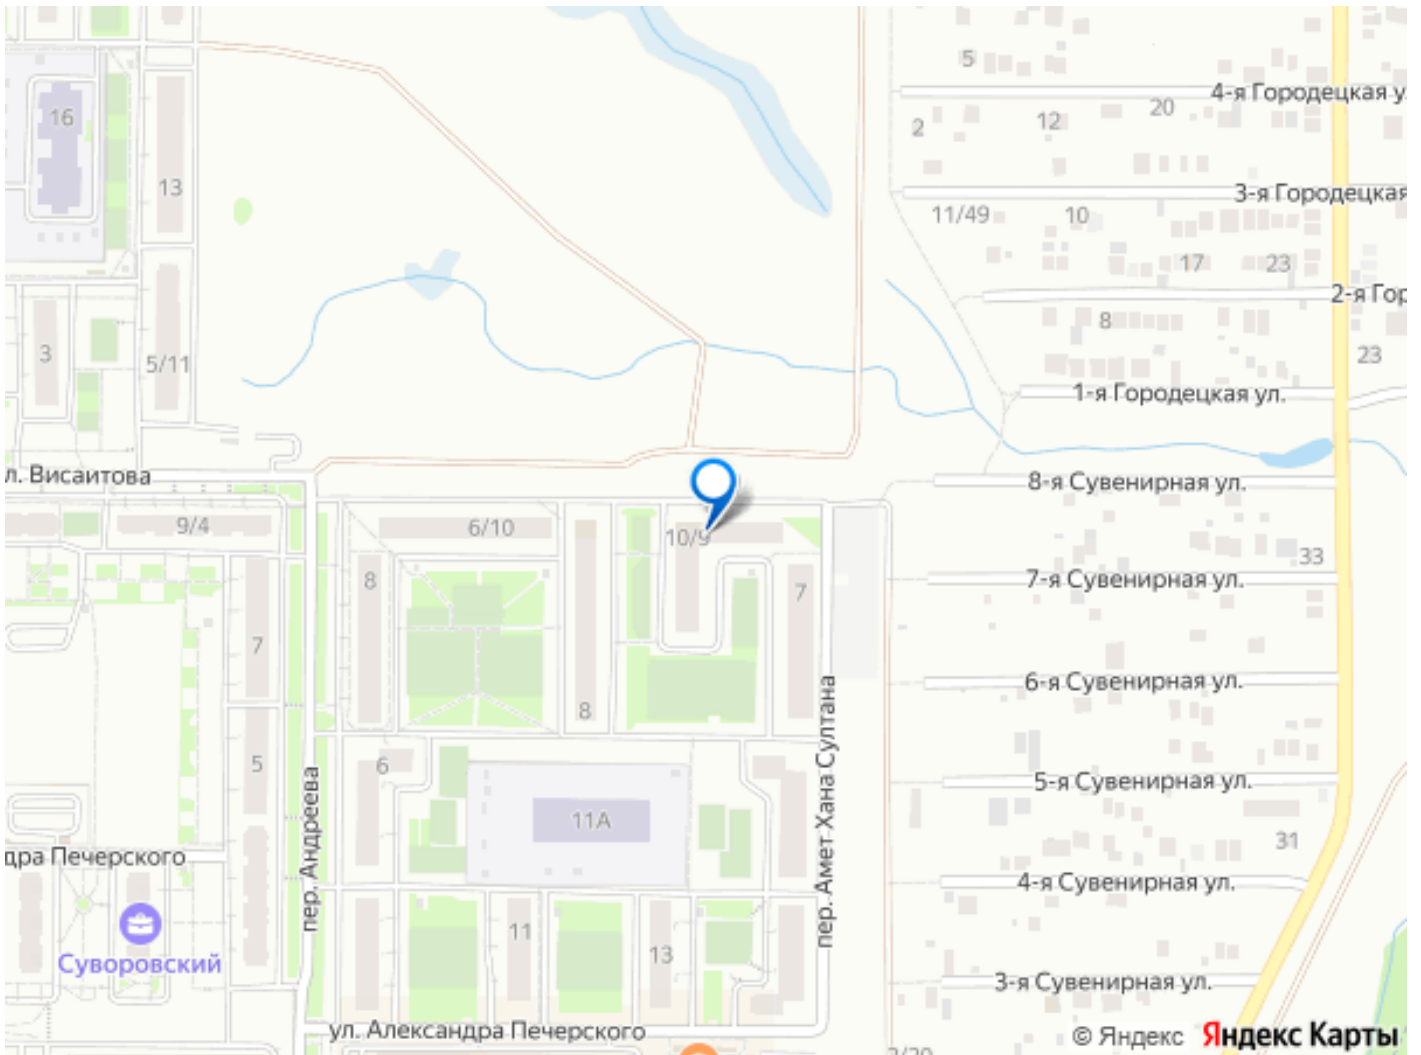 5
4-я Городецкая у
16
20
2
12
13
3-я Городецкая
11/49
10
17
23
2-я Гор
8
3
5/11
23
1-я Городецкая ул.
л. Висаитова
8-я Сувенирная ул.
9/4
6/10
10/9
33
8
7
7-я Сувенирная ул.
7
6-я Сувенирная ул.
8
5
6
пер. Андреева
пер. Амет Хана Султана
5-я Сувенирная ул.
11А
31
дра Печерского
4-я Сувенирная ул.
11
13
Суворовский
3-я Сувенирная ул.
ул. Александра Печерского
© Яндекс Яндекс Карты